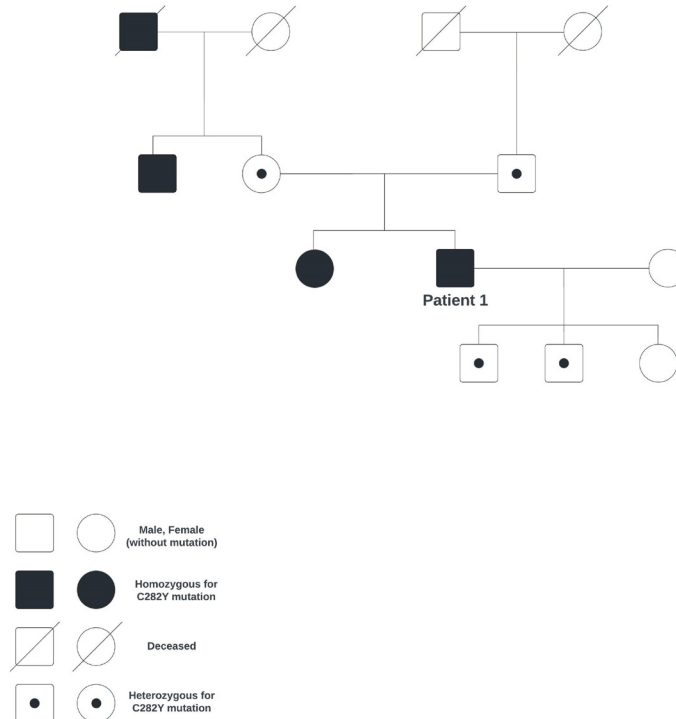 Patient 1
Male, Female
(without mutation)
Homozygous for
C282Y mutation
Deceased
Heterozygous for
C282Y mutation